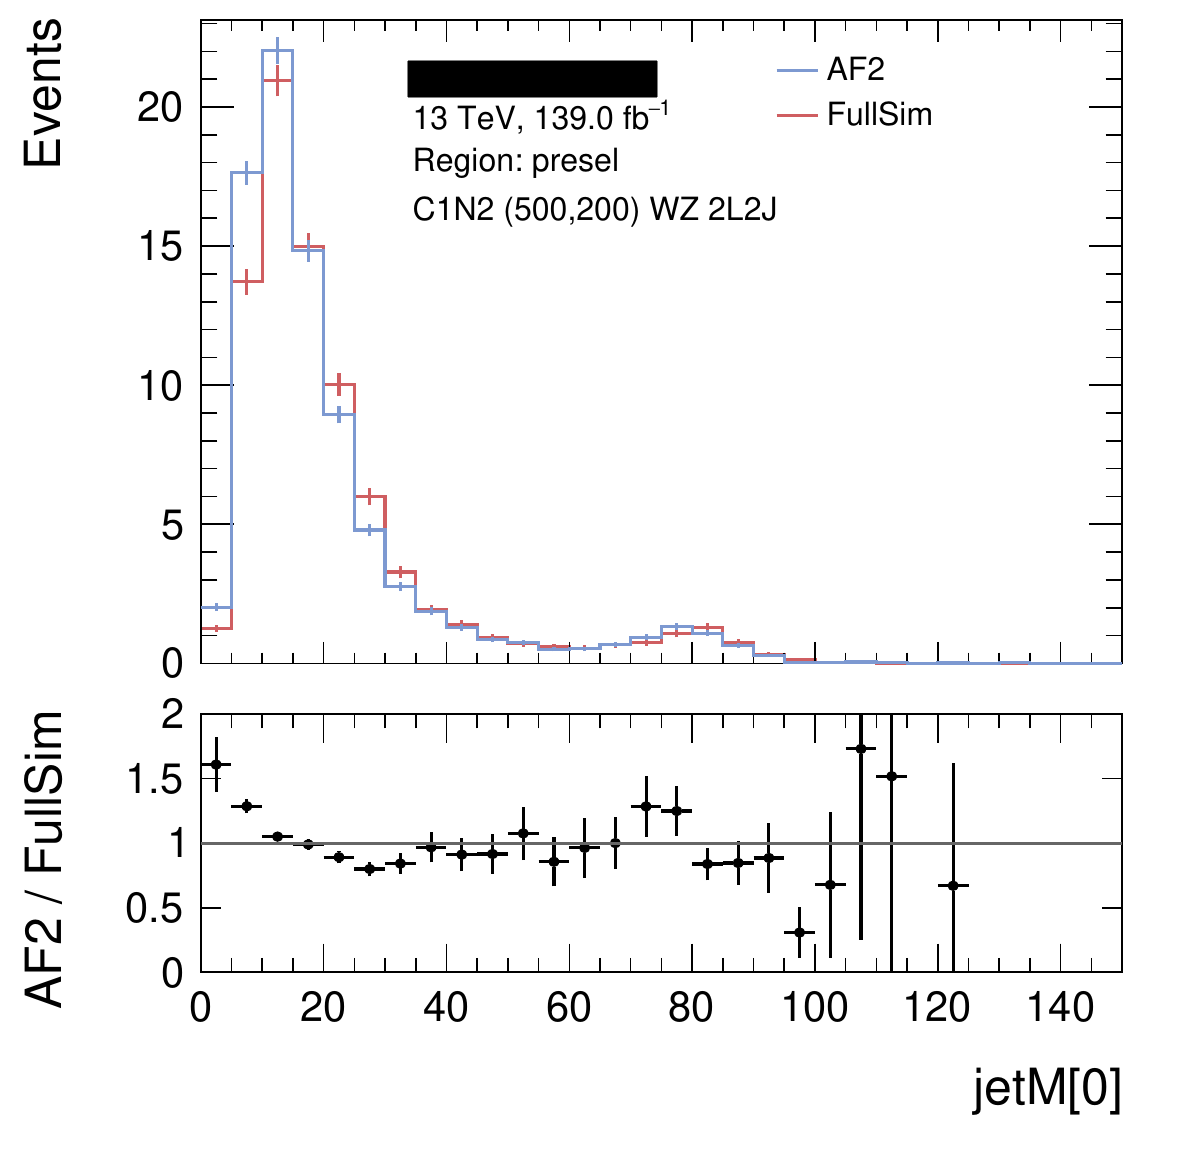 Events
20
15
10
5
0
13 TeV, 139.0 fb⁻¹
Region: presel
C1N2 (500,200) WZ 2L2J
AF2
FullSim
AF2 / FullSim
2
1.5
1
0.5
0
0 20 40 60 80 100 120 140
jetM[0]